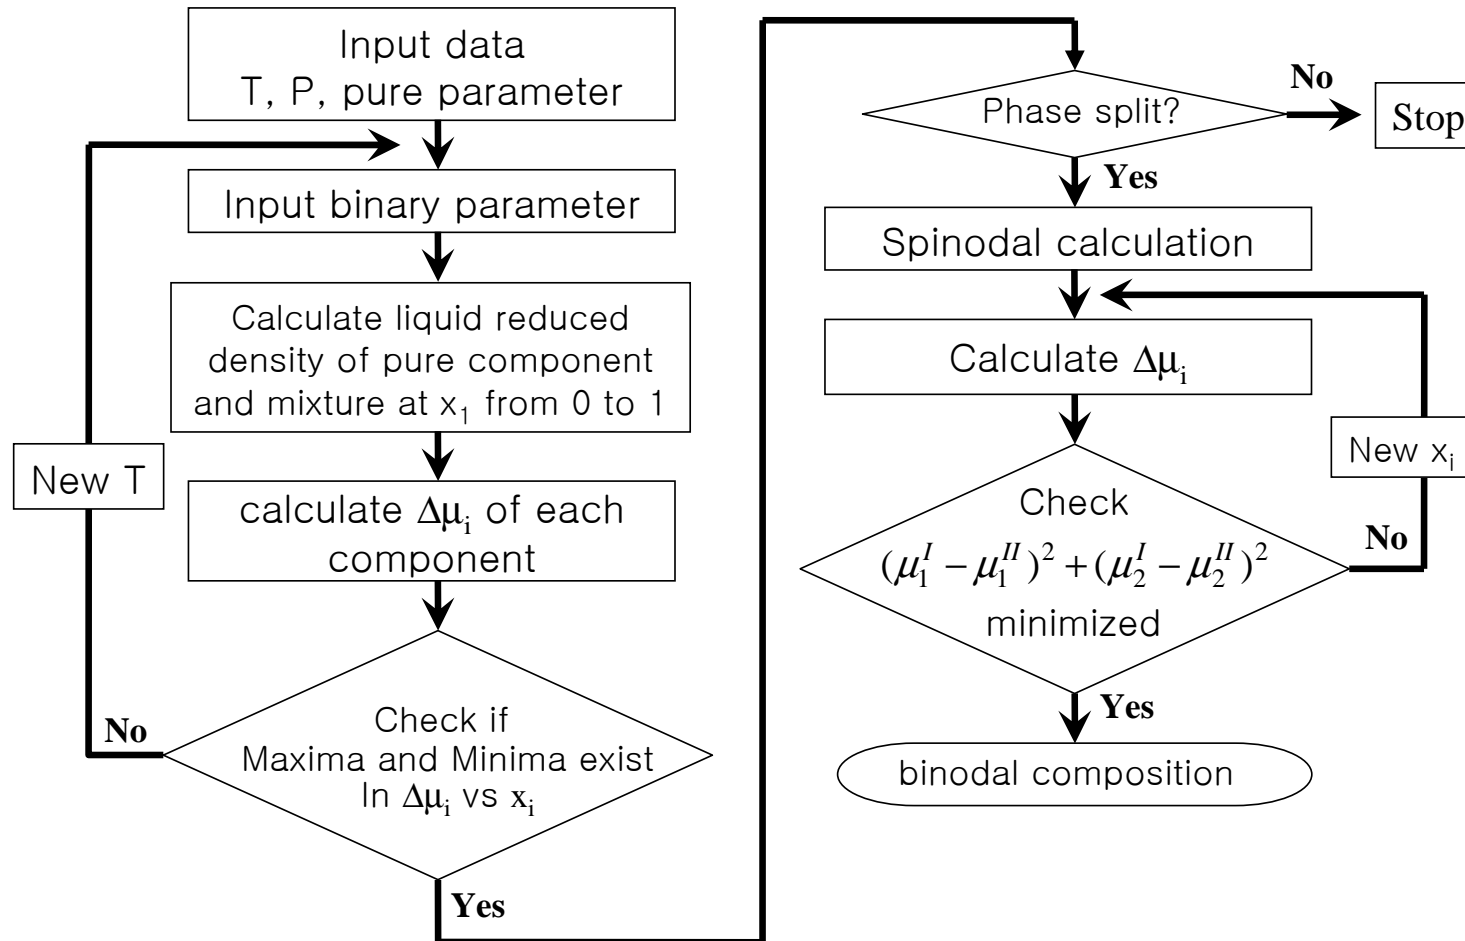 Input data
T, P, pure parameter
Input binary parameter
Calculate liquid reduced
density of pure component
and mixture at x₁ from 0 to 1
New T
calculate Δμᵢ of each
component
No
Check if
Maxima and Minima exist
In Δμᵢ vs xᵢ
Yes
Phase split?
No
Stop
Yes
Spinodal calculation
Calculate Δμᵢ
New xᵢ
Check
(μ₁ᴵ − μ₁ᴵᴵ)² + (μ₂ᴵ − μ₂ᴵᴵ)²
minimized
No
Yes
binodal composition